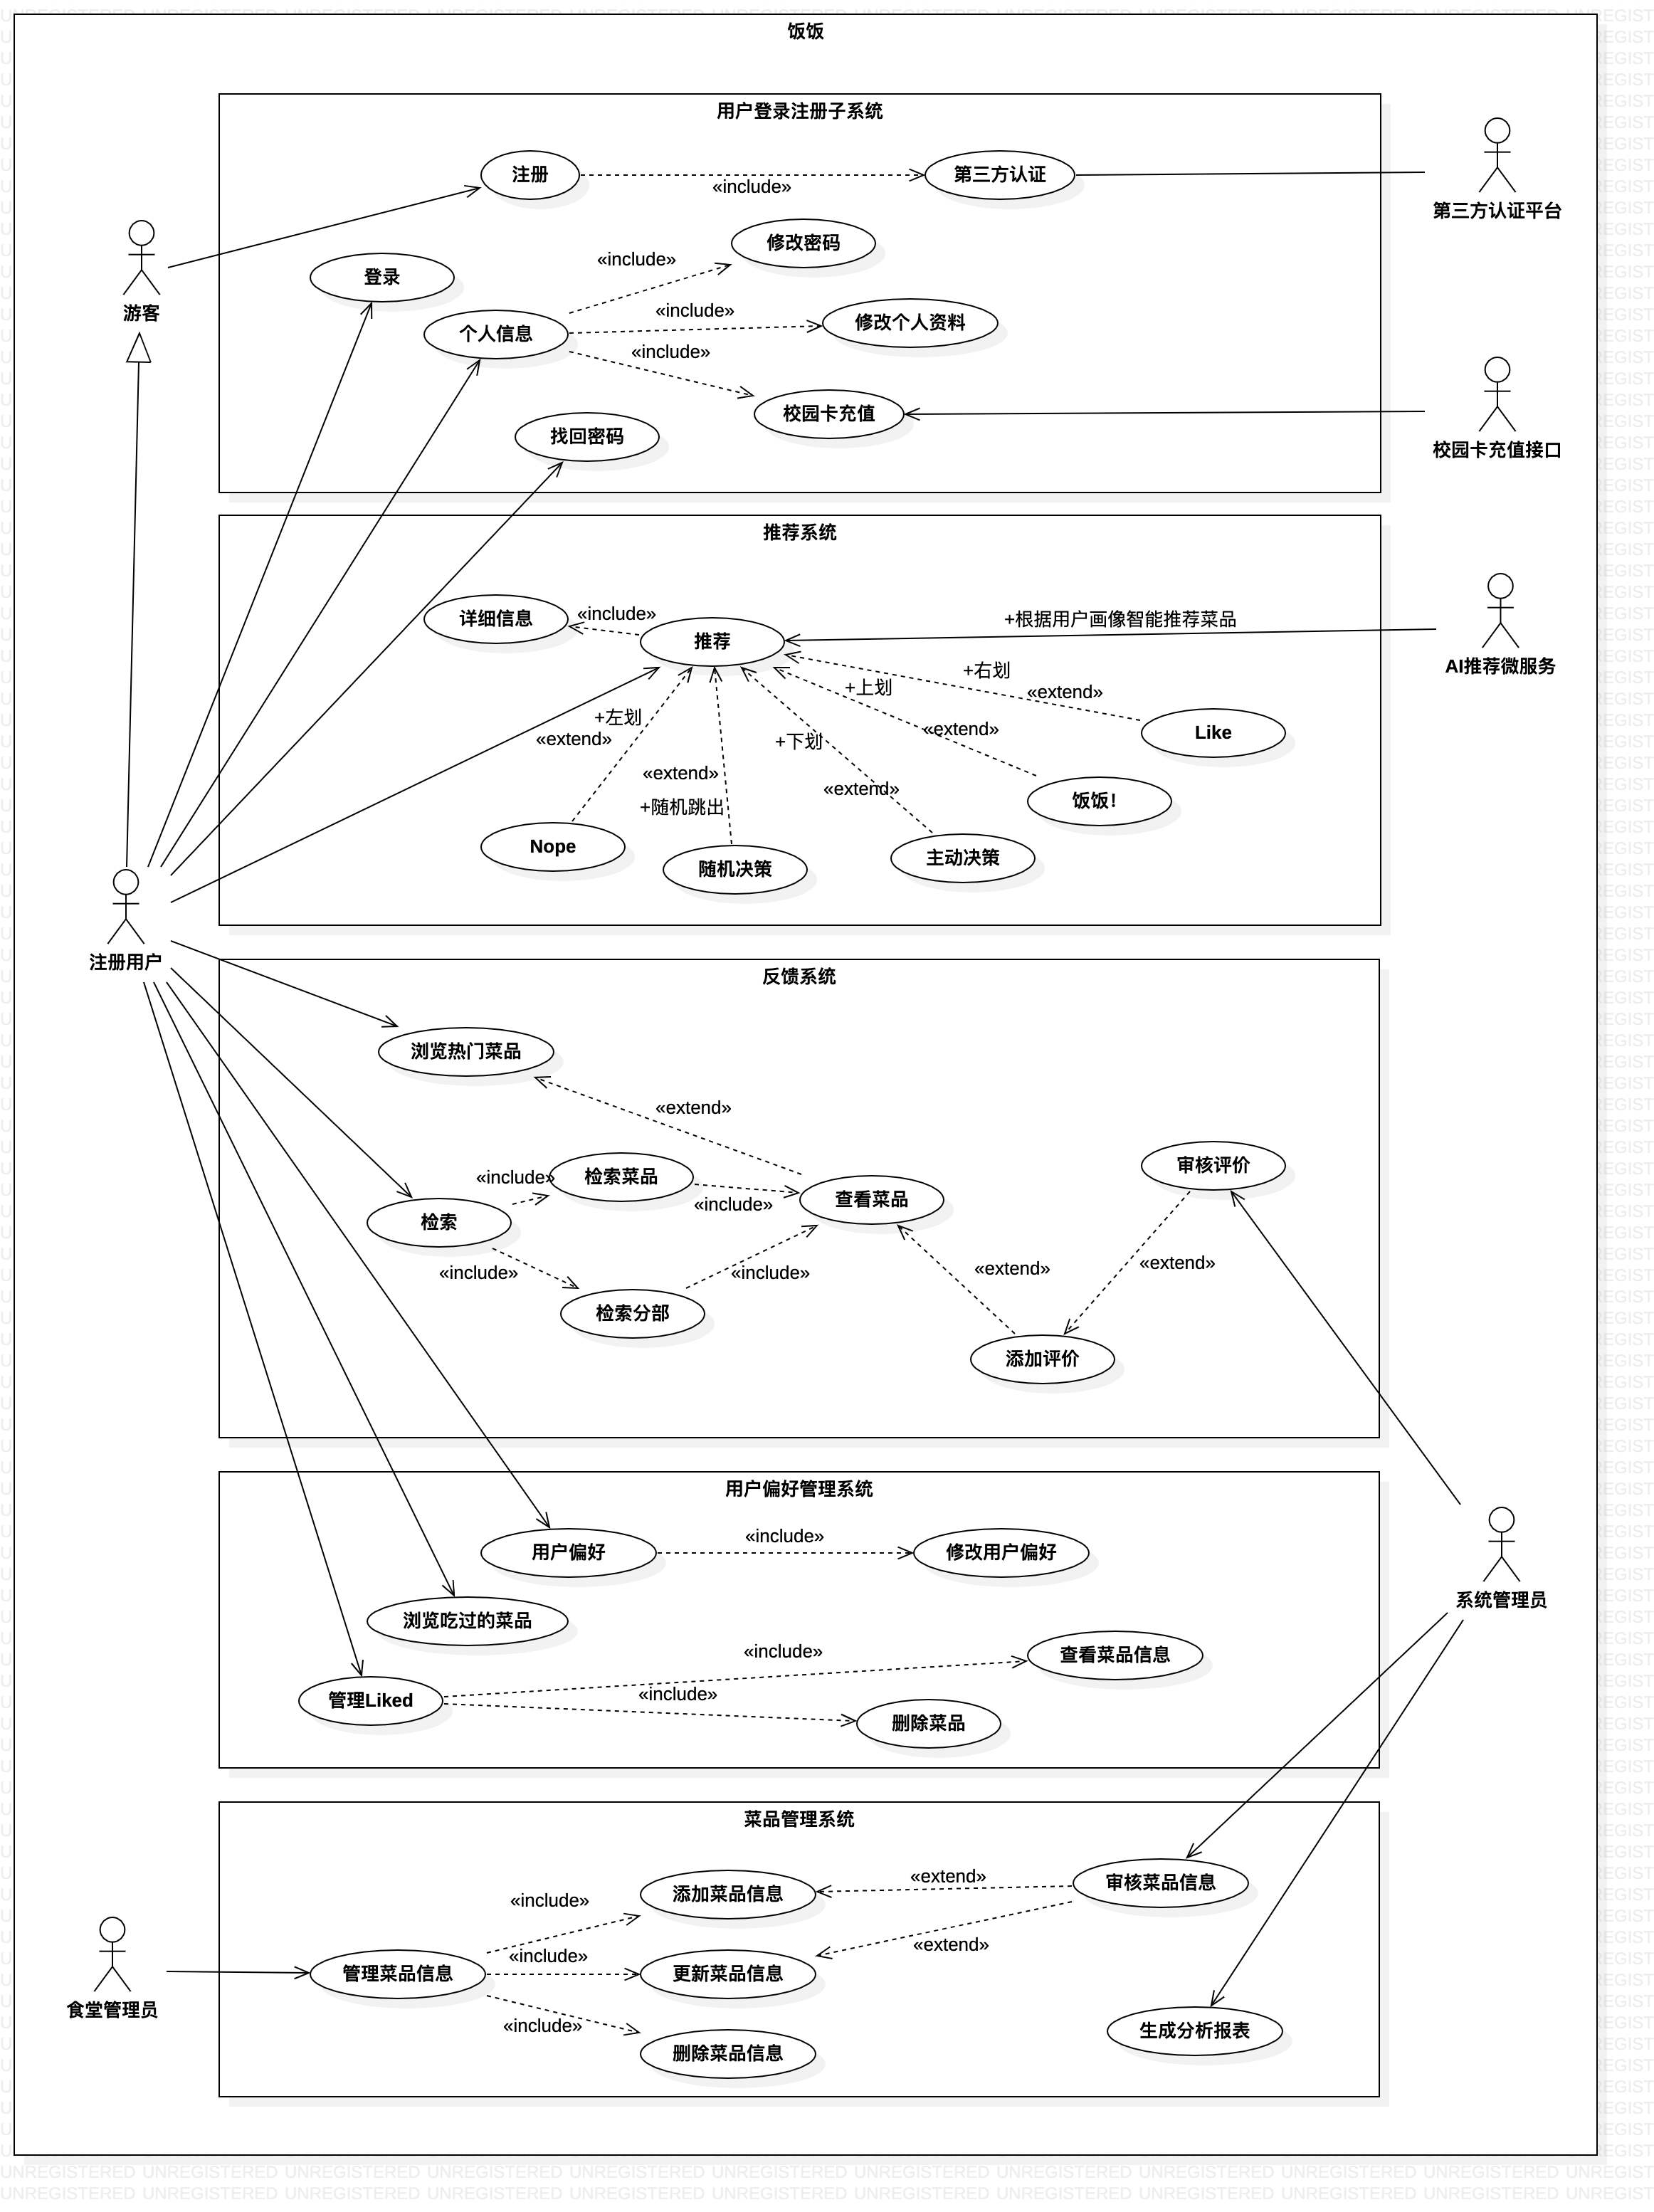 饭饭
用户登录注册子系统
注册
«include»
第三方认证
第三方认证平台
游客
登录
«include»
修改密码
个人信息
«include»
修改个人资料
«include»
校园卡充值
校园卡充值接口
找回密码
推荐系统
详细信息
«include»
推荐
+根据用户画像智能推荐菜品
AI推荐微服务
+右划
«extend»
Like
+上划
«extend»
饭饭！
+左划
«extend»
Nope
«extend»
+随机跳出
随机决策
+下划
«extend»
主动决策
注册用户
反馈系统
浏览热门菜品
«extend»
检索
«include»
检索菜品
«include»
查看菜品
«include»
检索分部
«include»
审核评价
«extend»
«extend»
添加评价
用户偏好管理系统
用户偏好
«include»
修改用户偏好
浏览吃过的菜品
«include»
查看菜品信息
管理Liked
«include»
删除菜品
系统管理员
菜品管理系统
«include»
添加菜品信息
«extend»
审核菜品信息
管理菜品信息
«include»
更新菜品信息
«extend»
«include»
删除菜品信息
生成分析报表
食堂管理员
UNREGISTERED UNREGISTERED UNREGISTERED UNREGISTERED UNREGISTERED UNREGISTERED UNREGISTERED UNREGISTERED UNREGISTERED UNREGISTERED UNREGISTERED UNREGIST
UNREGISTERED UNREGISTERED UNREGISTERED UNREGISTERED UNREGISTERED UNREGISTERED UNREGISTERED UNREGISTERED UNREGISTERED UNREGISTERED UNREGISTERED UNREGIST